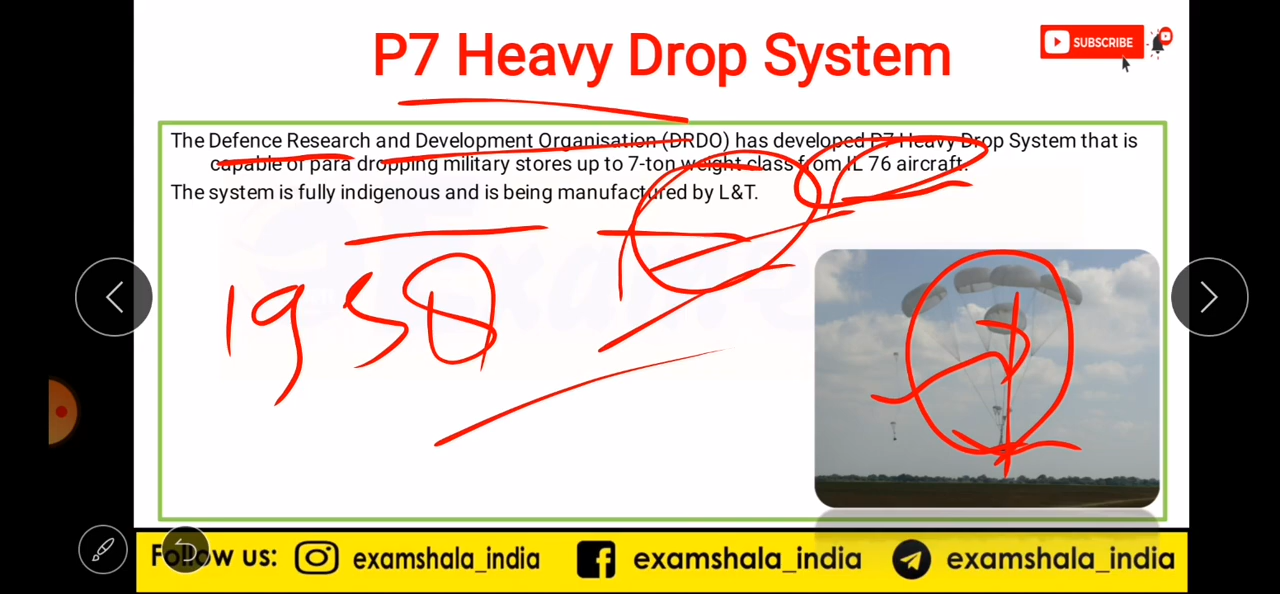 P7 Heavy Drop System
SUBSCRIBE
The Defence Research and Development Organisation (DRDO) has developed P7 Heavy Drop System that is
capable of para dropping military stores up to 7-ton weight class from IL 76 aircraft.
The system is fully indigenous and is being manufactured by L&T.
1958
Follow us: examshala_india examshala_india examshala_india